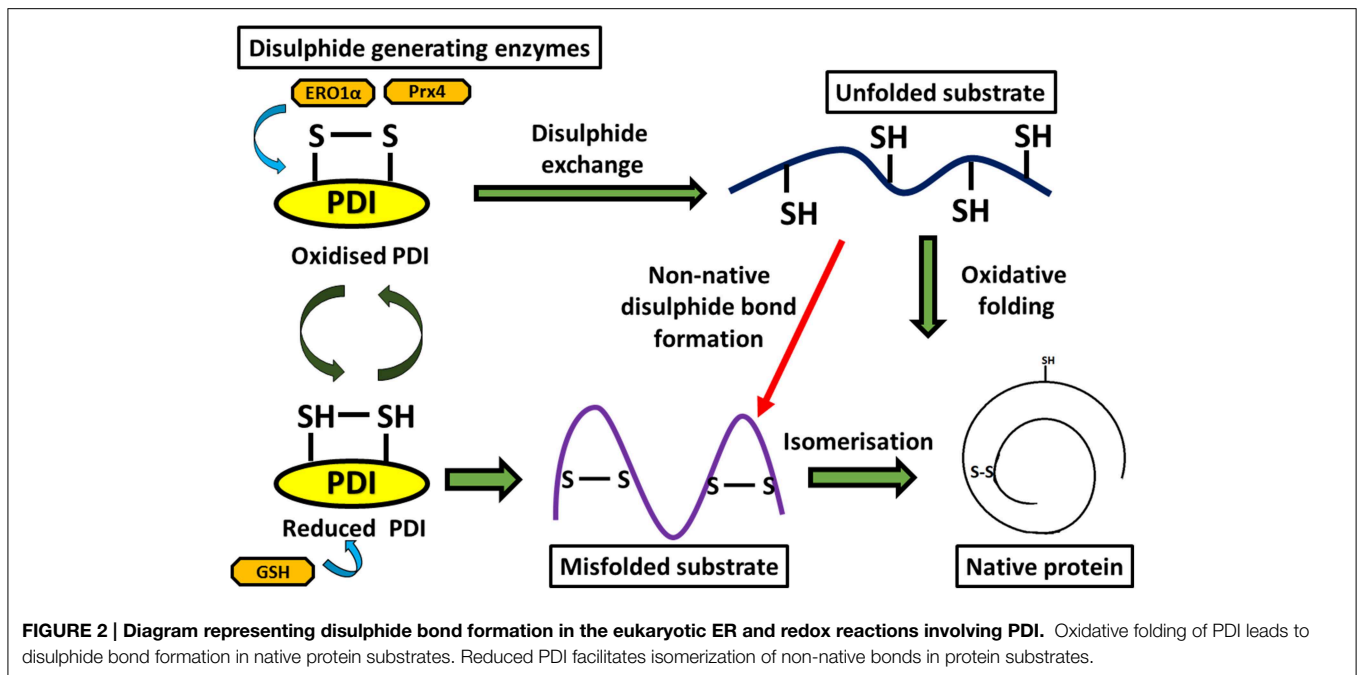 Disulphide generating enzymes
ERO1α
Prx4
S — S
PDI
Oxidised PDI
Disulphide
exchange
Unfolded substrate
SH
SH
SH
SH
Non-native
disulphide bond
formation
Oxidative
folding
SH — SH
PDI
Reduced PDI
GSH
S — S
S — S
Misfolded substrate
Isomerisation
SH
S-S
Native protein
FIGURE 2 | Diagram representing disulphide bond formation in the eukaryotic ER and redox reactions involving PDI. Oxidative folding of PDI leads to
disulphide bond formation in native protein substrates. Reduced PDI facilitates isomerization of non-native bonds in protein substrates.